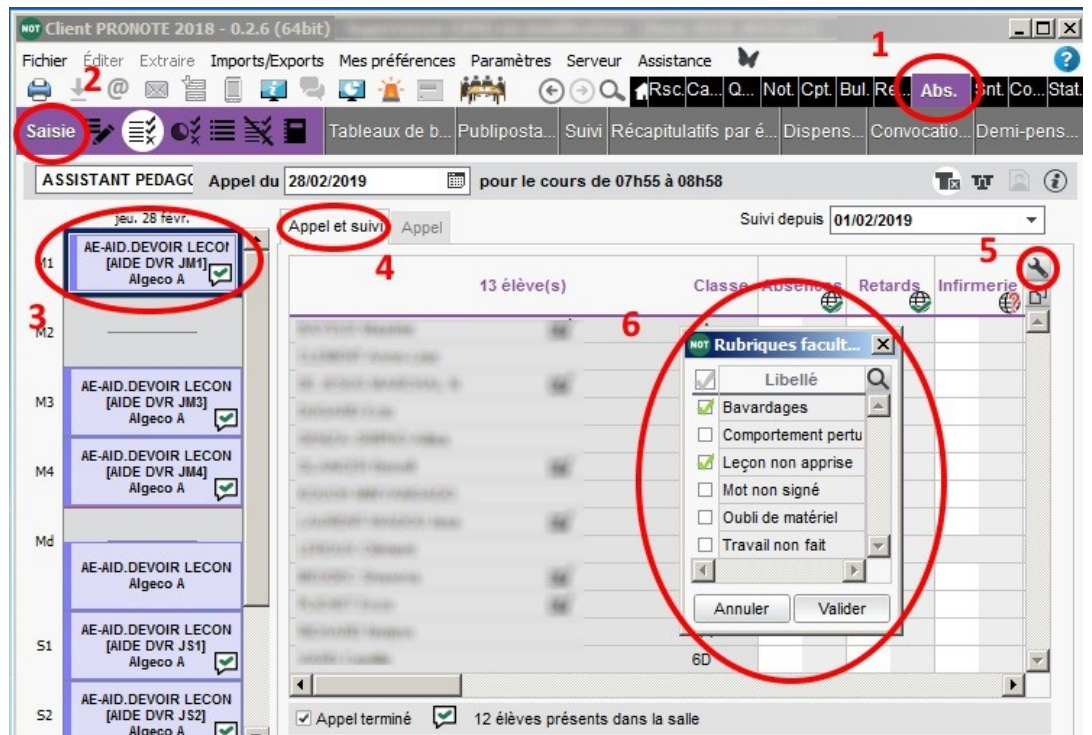 NOT Client PRONOTE 2018 - 0.2.6 (64bit)
Fichier Éditer Extraire Imports/Exports Mes préférences Paramètres Serveur Assistance
1
2
Rsc. Ca... Q... Not. Cpt. Bul. Re... Abs. Snt. Co... Stat.
Saisie Tableaux de b... Publiposta... Suivi Récapitulatifs par é... Dispens... Convocatio... Demi-pens...
ASSISTANT PEDAG Appel du 28/02/2019 pour le cours de 07h55 à 08h58
jeu. 28 févr.
Appel et suivi Appel
Suivi depuis 01/02/2019
3
4
5
6
13 élève(s) Classe Absences Retards Infirmerie
M1
AE-AID.DEVOIR LECON
[AIDE DVR JM1]
Algeco A
M2
M3
AE-AID.DEVOIR LECON
[AIDE DVR JM3]
Algeco A
M4
AE-AID.DEVOIR LECON
[AIDE DVR JM4]
Algeco A
Md
AE-AID.DEVOIR LECON
Algeco A
S1
AE-AID.DEVOIR LECON
[AIDE DVR JS1]
Algeco A
S2
AE-AID.DEVOIR LECON
[AIDE DVR JS2]
Algeco A
NOT Rubriques facult...
Libellé
Bavardages
Comportement pertu
Leçon non apprise
Mot non signé
Oubli de matériel
Travail non fait
Annuler Valider
6D
Appel terminé 12 élèves présents dans la salle